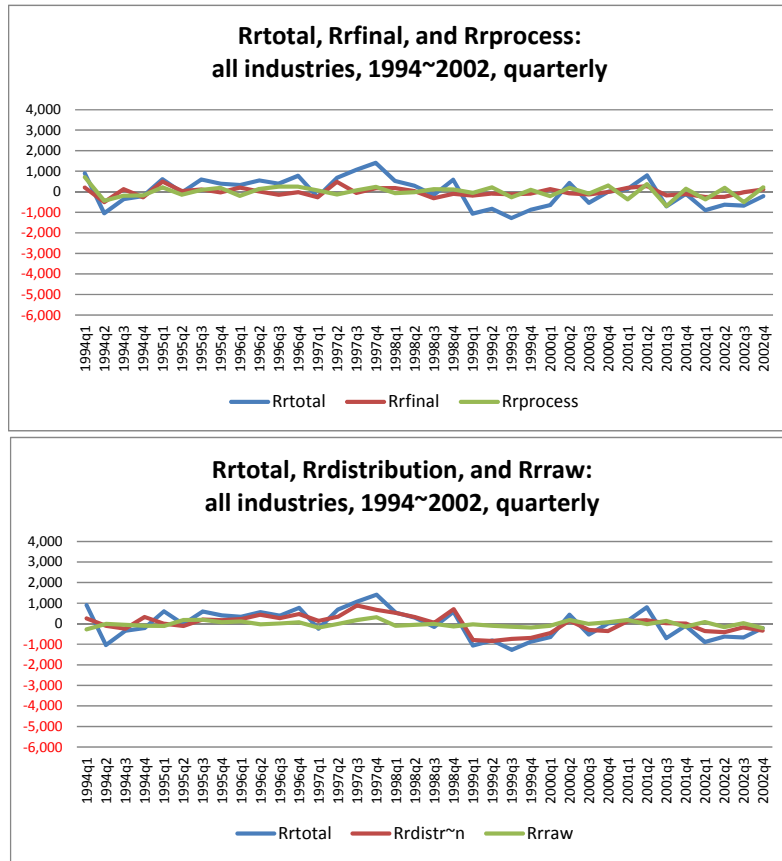 Rrtotal, Rrfinal, and Rrprocess:
all industries, 1994~2002, quarterly
4,000
3,000
2,000
1,000
0
-1,000
-2,000
-3,000
-4,000
-5,000
-6,000
1994q1
1994q2
1994q3
1994q4
1995q1
1995q2
1995q3
1995q4
1996q1
1996q2
1996q3
1996q4
1997q1
1997q2
1997q3
1997q4
1998q1
1998q2
1998q3
1998q4
1999q1
1999q2
1999q3
1999q4
2000q1
2000q2
2000q3
2000q4
2001q1
2001q2
2001q3
2001q4
2002q1
2002q2
2002q3
2002q4
Rrtotal Rrfinal Rrprocess
Rrtotal, Rrdistribution, and Rrraw:
all industries, 1994~2002, quarterly
4,000
3,000
2,000
1,000
0
-1,000
-2,000
-3,000
-4,000
-5,000
-6,000
1994q1
1994q2
1994q3
1994q4
1995q1
1995q2
1995q3
1995q4
1996q1
1996q2
1996q3
1996q4
1997q1
1997q2
1997q3
1997q4
1998q1
1998q2
1998q3
1998q4
1999q1
1999q2
1999q3
1999q4
2000q1
2000q2
2000q3
2000q4
2001q1
2001q2
2001q3
2001q4
2002q1
2002q2
2002q3
2002q4
Rrtotal Rrdistr~n Rrraw